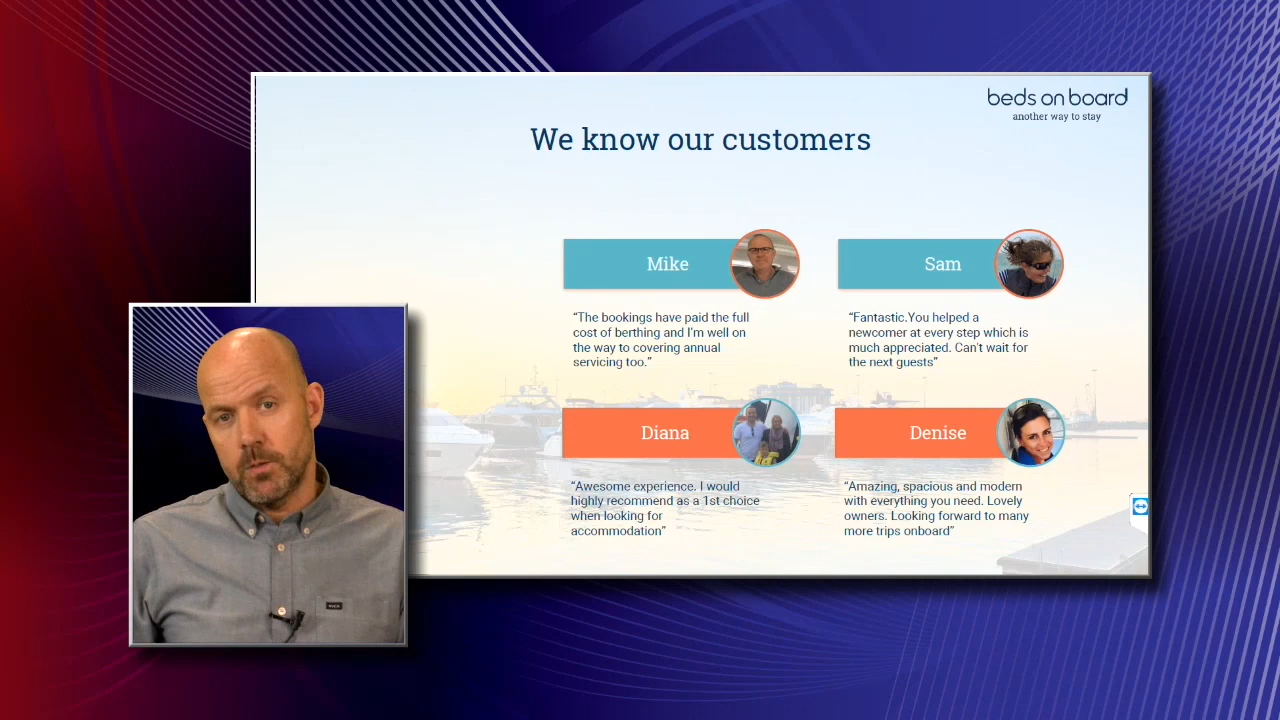 beds on board
another way to stay
We know our customers
Mike
Sam
“The bookings have paid the full
cost of berthing and I'm well on
the way to covering annual
servicing too.”
“Fantastic.You helped a
newcomer at every step which is
much appreciated. Can't wait for
the next guests”
Diana
Denise
“Awesome experience. I would
highly recommend as a 1st choice
when looking for
accommodation”
“Amazing, spacious and modern
with everything you need. Lovely
owners. Looking forward to many
more trips onboard”